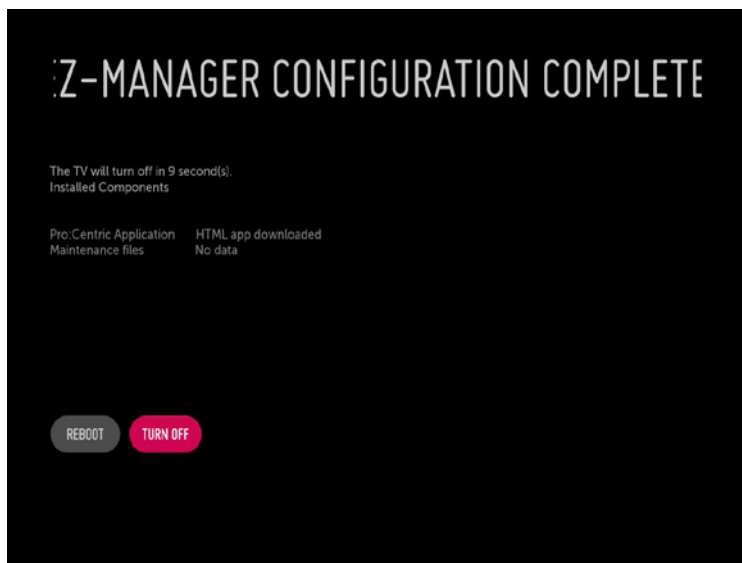 EZ-MANAGER CONFIGURATION COMPLETE
The TV will turn off in 9 second(s).
Installed Components
Pro:Centric Application HTML app downloaded
Maintenance files No data
REBOOT TURN OFF